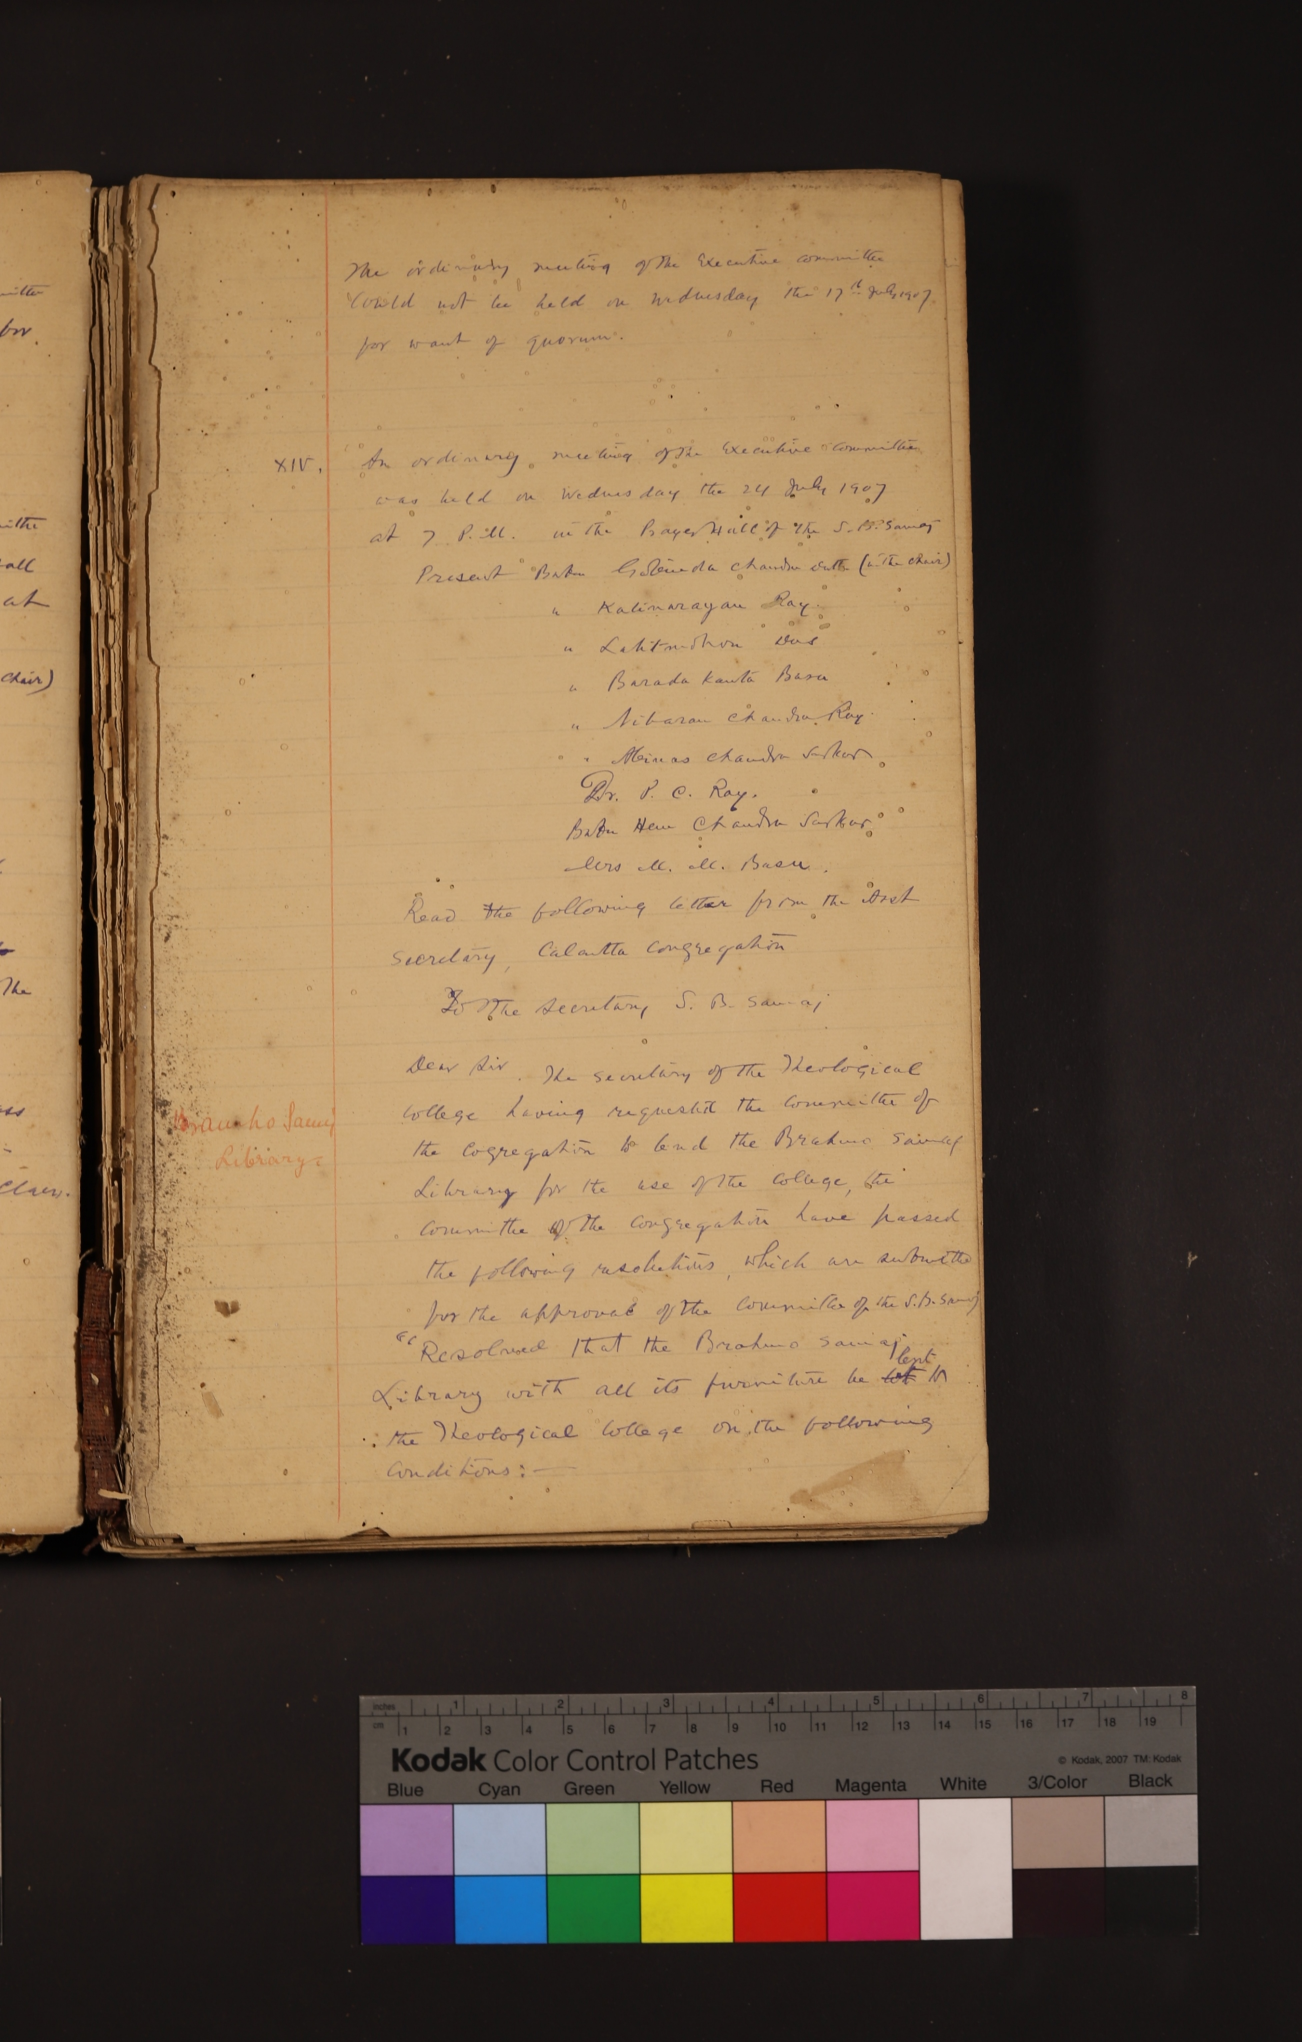 The ordinary meeting of the Executive committee
could not be held on Wednesday the 17th July 1907
for want of quorum.
XIV. An ordinary meeting of the Executive Committee
was held on Wednesday the 24 July 1907
at 7 P.M. in the Prayer Hall of the S. B. Samaj
Present Babu Gobinda Chandra Dutta (in the chair)
" Kalinarayan Ray
" Lalitmohon Das
" Barada Kanta Basu
" Nibaran Chandra Ray
" Abinas Chandra Sarkar
Dr. P. C. Ray.
Babu Hem Chandra Sarkar
Mrs M. M. Basu.
Read the following letter from the Asst
Secretary, Calcutta Congregation
To the Secretary S. B. Samaj
Dear Sir. The Secretary of the Theological
College having requested the Committee of
the Cogregation to lend the Brahmo Samaj
Library for the use of the College, the
Committe of the Congregation have passed
the following resolutions, which are submitted
for the approval of the Committee of the S. B. Samaj
Brahmo Samaj
Library
"Resolved that the Brahmo Samaj
Library with all its furniture be lent to
the Theological College on the following
Conditions:—
mitter
mitte
all
at
chair)
The
Class.
inches 1 2 3 4 5 6 7 8
cm 1 2 3 4 5 6 7 8 9 10 11 12 13 14 15 16 17 18 19
Kodak Color Control Patches
© Kodak, 2007 TM: Kodak
Blue Cyan Green Yellow Red Magenta White 3/Color Black